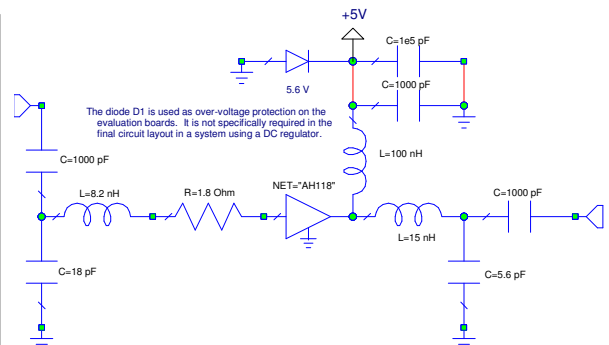 +5V
C=1e5 pF
5.6 V
C=1000 pF
The diode D1 is used as over-voltage protection on the
evaluation boards. It is not specifically required in the
final circuit layout in a system using a DC regulator.
C=1000 pF
L=100 nH
L=8.2 nH
R=1.8 Ohm
NET="AH118"
C=1000 pF
L=15 nH
C=18 pF
C=5.6 pF